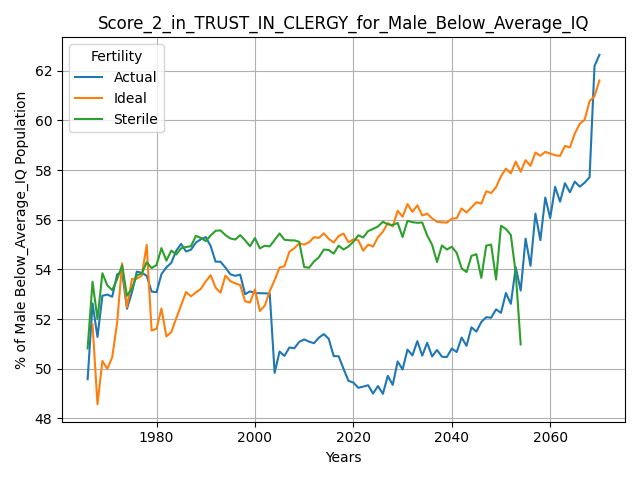 Score_2_in_TRUST_IN_CLERGY_for_Male_Below_Average_IQ
Fertility
Actual
Ideal
Sterile
% of Male Below_Average_IQ Population
62
60
58
56
54
52
50
48
1980
2000
2020
2040
2060
Years